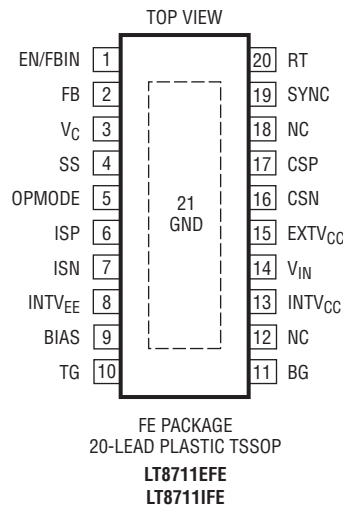 TOP VIEW
EN/FBIN 1
FB 2
VC 3
SS 4
OPMODE 5
ISP 6
ISN 7
INTVEE 8
BIAS 9
TG 10
21
GND
20 RT
19 SYNC
18 NC
17 CSP
16 CSN
15 EXTVCC
14 VIN
13 INTVCC
12 NC
11 BG
FE PACKAGE
20-LEAD PLASTIC TSSOP
LT8711EFE
LT8711IFE